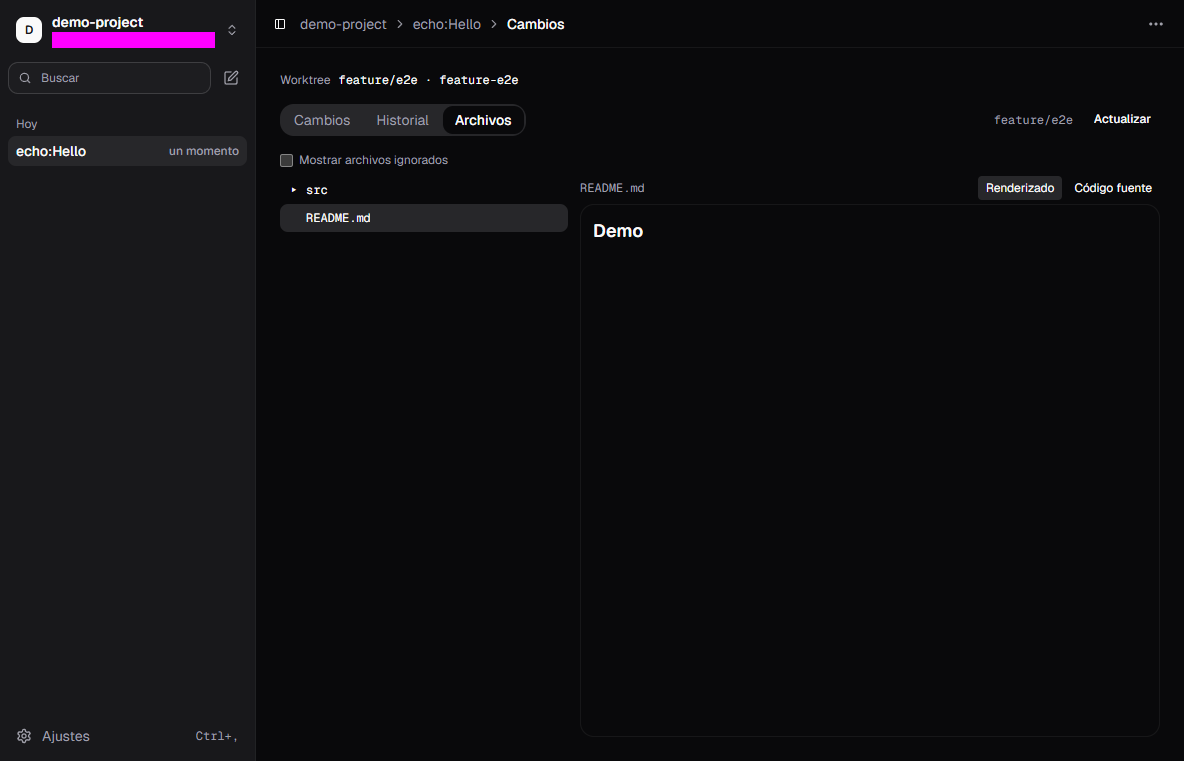 D
demo-project
Buscar
Hoy
echo:Hello un momento
Ajustes Ctrl+,
demo-project > echo:Hello > Cambios
Worktree feature/e2e · feature-e2e
Cambios Historial Archivos
feature/e2e Actualizar
Mostrar archivos ignorados
src
README.md
README.md Renderizado Código fuente
Demo